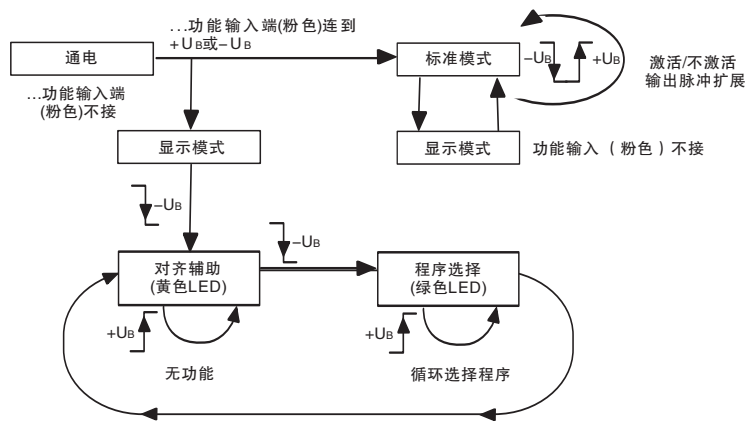 …功能输入端(粉色)连到
+UB或–UB
通电
标准模式
–UB
+UB
激活/不激活
输出脉冲扩展
…功能输入端
(粉色)不接
显示模式
显示模式
功能输入（粉色）不接
–UB
–UB
对齐辅助
(黄色LED)
程序选择
(绿色LED)
+UB
+UB
无功能
循环选择程序